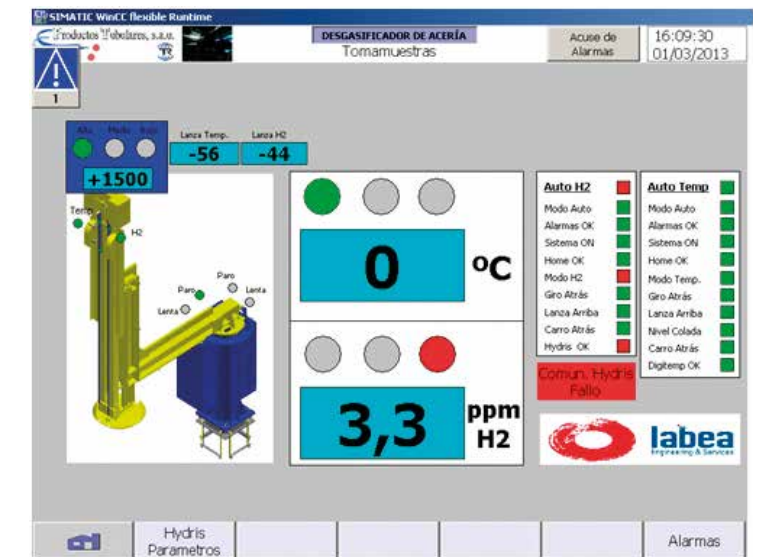 SIMATIC WinCC flexible Runtime
Productos Tubulares, s.a.u.
TR
DESGASIFICADOR DE ACERÍA
Tomamuestras
Acuse de
Alarmas
16:09:30
01/03/2013
1
Alto Medio Bajo
+1500
Lanza Temp. Lanza H2
-56 -44
Temp
H2
Paro
Lenta
Paro
Lenta
0 ºC
3,3 ppm
H2
Auto H2
Modo Auto
Alarmas OK
Sistema ON
Home OK
Modo H2
Giro Atrás
Lanza Arriba
Carro Atrás
Hydris OK
Auto Temp
Modo Auto
Alarmas OK
Sistema ON
Home OK
Modo Temp.
Giro Atrás
Lanza Arriba
Nivel Colada
Carro Atrás
Digitemp OK
Comun. Hydris
Fallo
labea
Engineering & Services
Hydris
Parametros
Alarmas